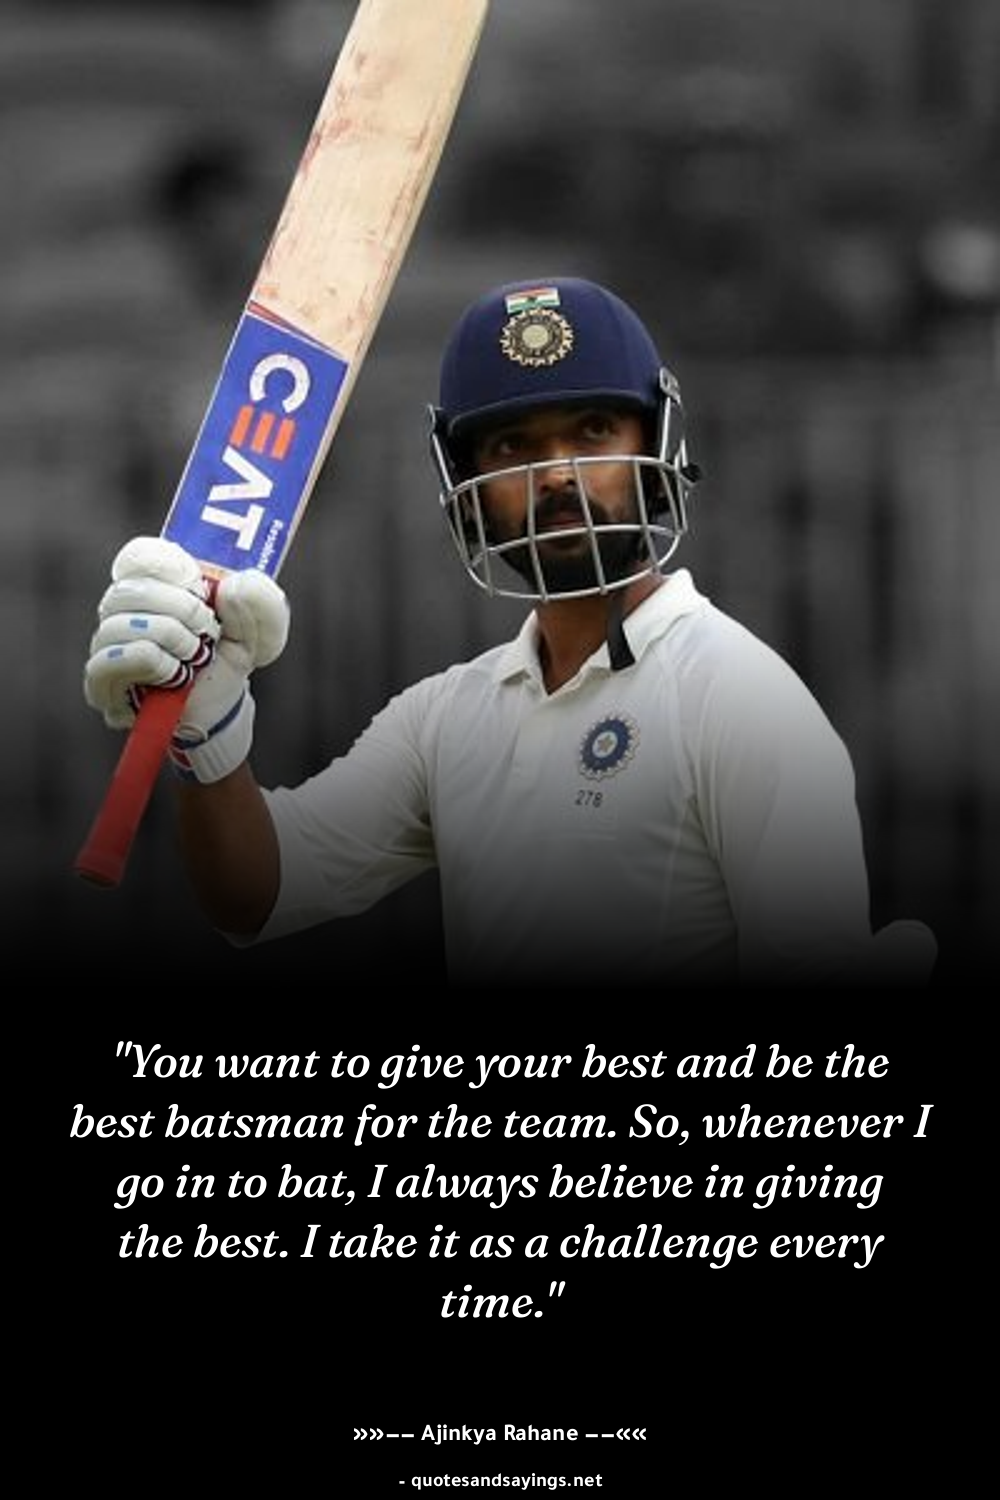 CEAT
278
"You want to give your best and be the
best batsman for the team. So, whenever I
go in to bat, I always believe in giving
the best. I take it as a challenge every
time."
»»−− Ajinkya Rahane −−««
- quotesandsayings.net